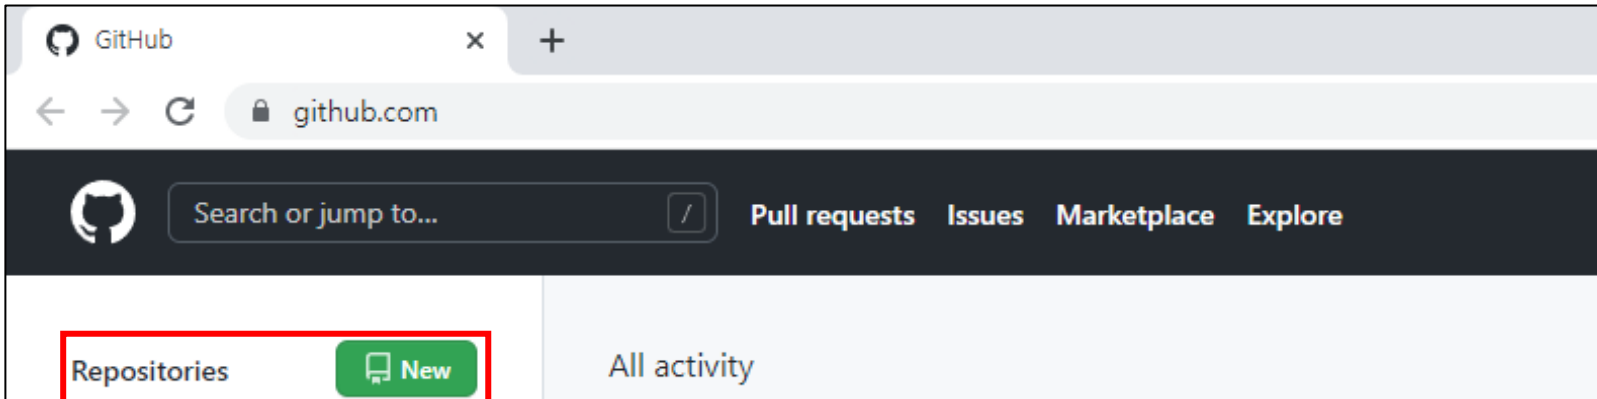 GitHub
github.com
Search or jump to... / Pull requests Issues Marketplace Explore
Repositories New
All activity